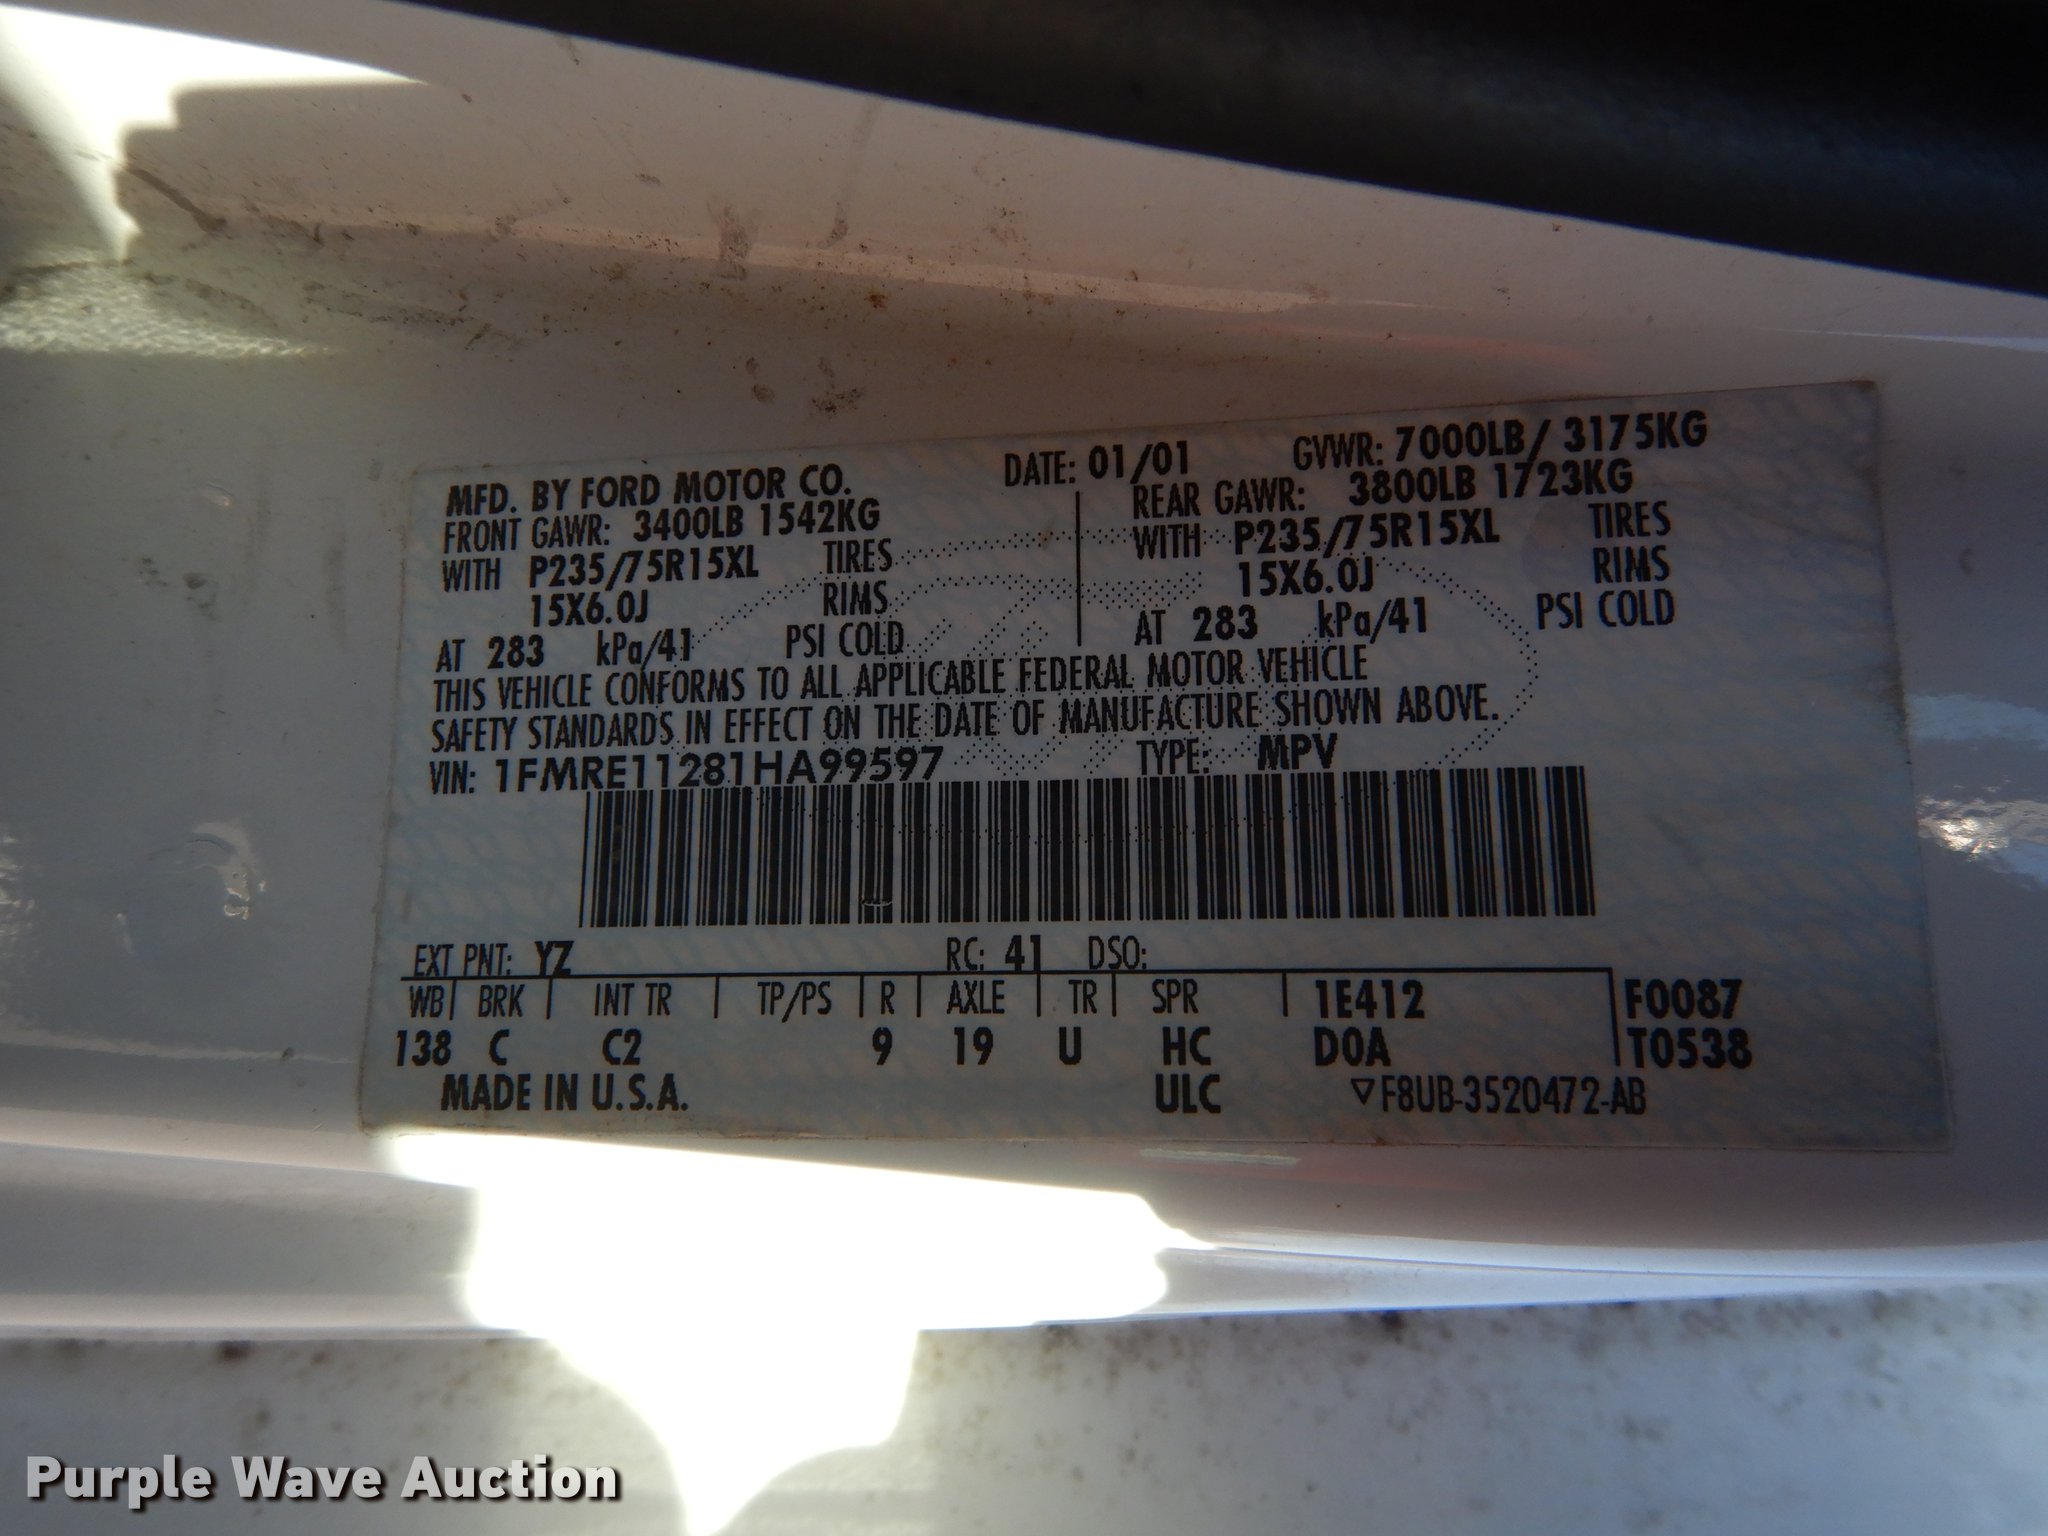 MFD. BY FORD MOTOR CO. DATE: 01/01 GVWR: 7000LB/ 3175KG
FRONT GAWR: 3400LB 1542KG REAR GAWR: 3800LB 1723KG
WITH P235/75R15XL TIRES WITH P235/75R15XL TIRES
15X6.0J RIMS 15X6.0J RIMS
AT 283 kPa/41 PSI COLD AT 283 kPa/41 PSI COLD
THIS VEHICLE CONFORMS TO ALL APPLICABLE FEDERAL MOTOR VEHICLE
SAFETY STANDARDS IN EFFECT ON THE DATE OF MANUFACTURE SHOWN ABOVE.
VIN: 1FMRE11281HA99597 TYPE: MPV
EXT PNT: YZ RC: 41 DSO:
WB BRK INT TR TP/PS R AXLE TR SPR 1E412 F0087
138 C C2 9 19 U HC DOA T0538
MADE IN U.S.A. ULC ▽F8UB-3520472-AB
Purple Wave Auction